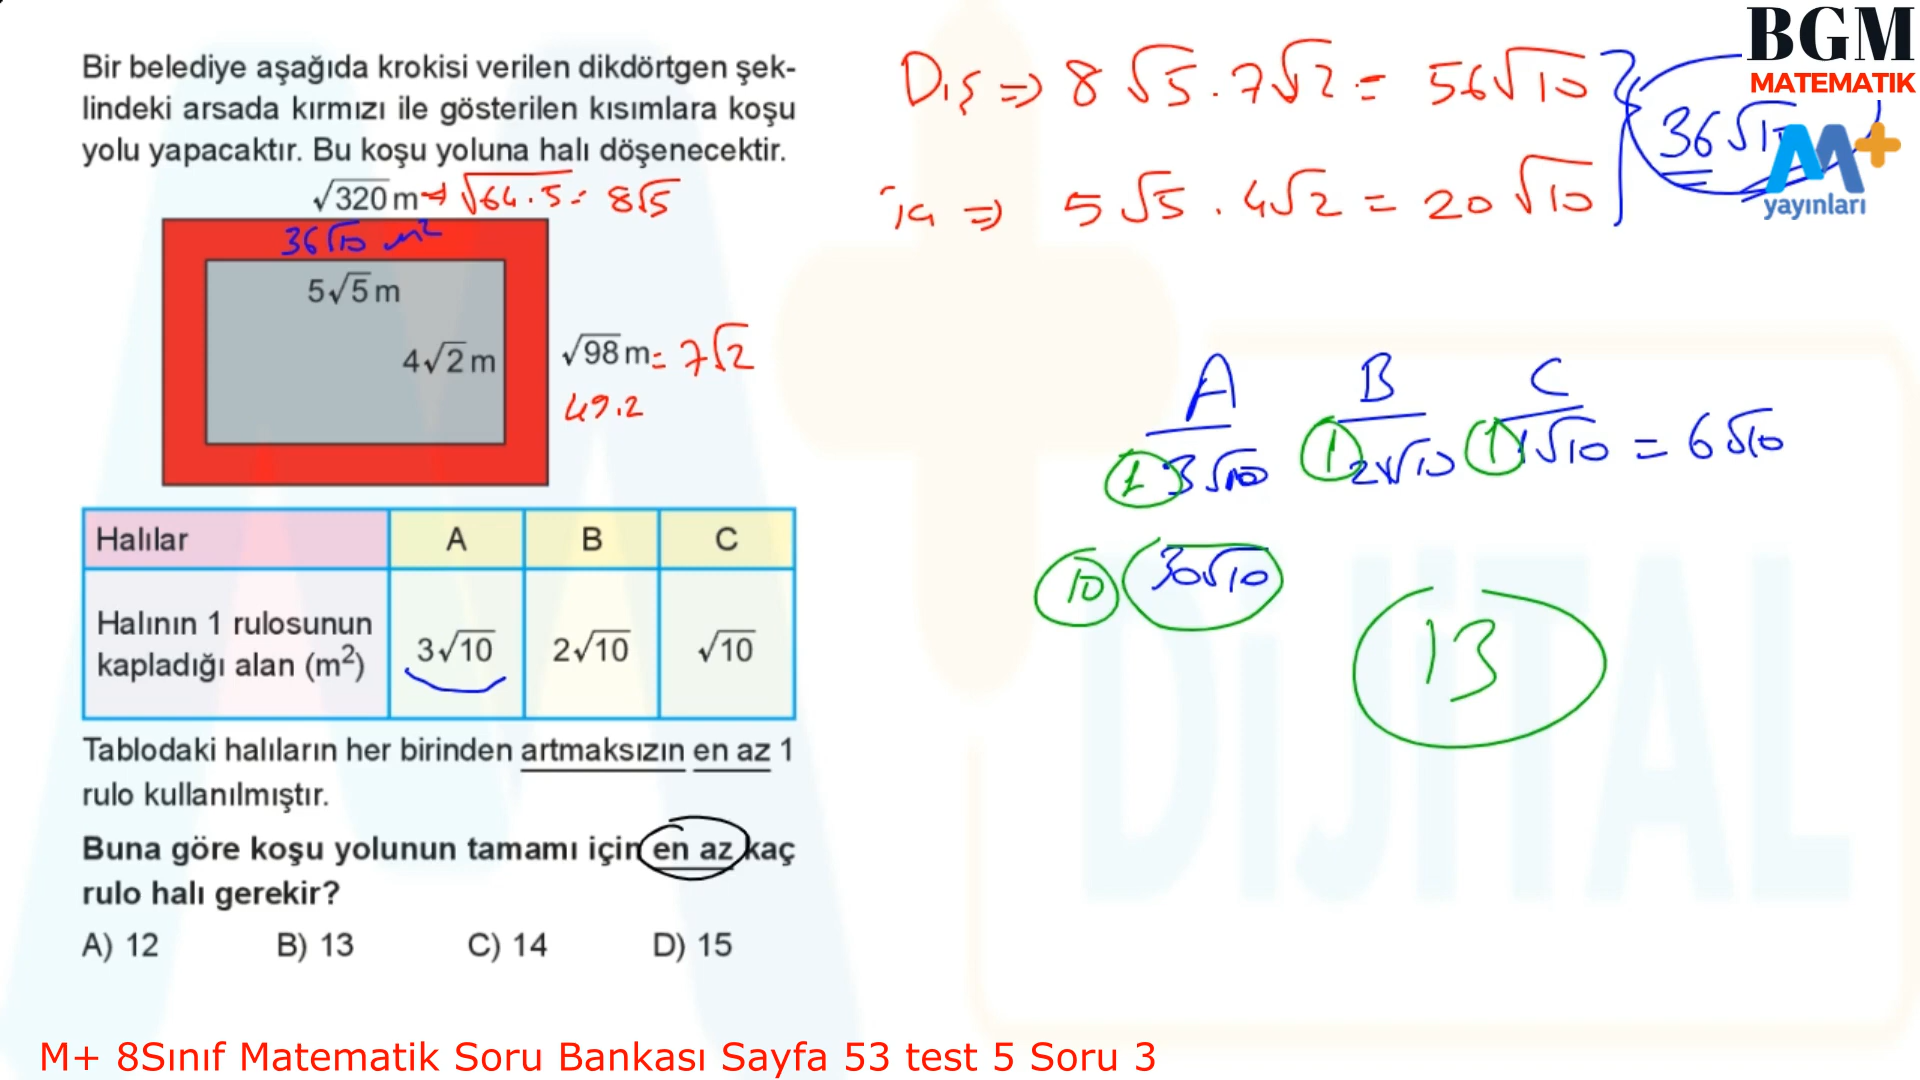 Bir belediye aşağıda krokisi verilen dikdörtgen şek-
lindeki arsada kırmızı ile gösterilen kısımlara koşu
yolu yapacaktır. Bu koşu yoluna halı döşenecektir.
√320 m → √64.5 = 8√5
36√10 m²
5√5 m
4√2 m
√98 m = 7√2
49.2
Halılar A B C
Halının 1 rulosunun
kapladığı alan (m²)
3√10 2√10 √10
Tablodaki halıların her birinden artmaksızın en az 1
rulo kullanılmıştır.
Buna göre koşu yolunun tamamı için en az kaç
rulo halı gerekir?
A) 12 B) 13 C) 14 D) 15
Dış ⇒ 8√5 . 7√2 = 56√10
iç ⇒ 5√5 . 4√2 = 20√10
BGM
MATEMATIK
M+
yayınları
A B C
1 3√10 1 2√10 1 1√10 = 6√10
10 30√10
13
DİJİTAL
M+ 8Sınıf Matematik Soru Bankası Sayfa 53 test 5 Soru 3